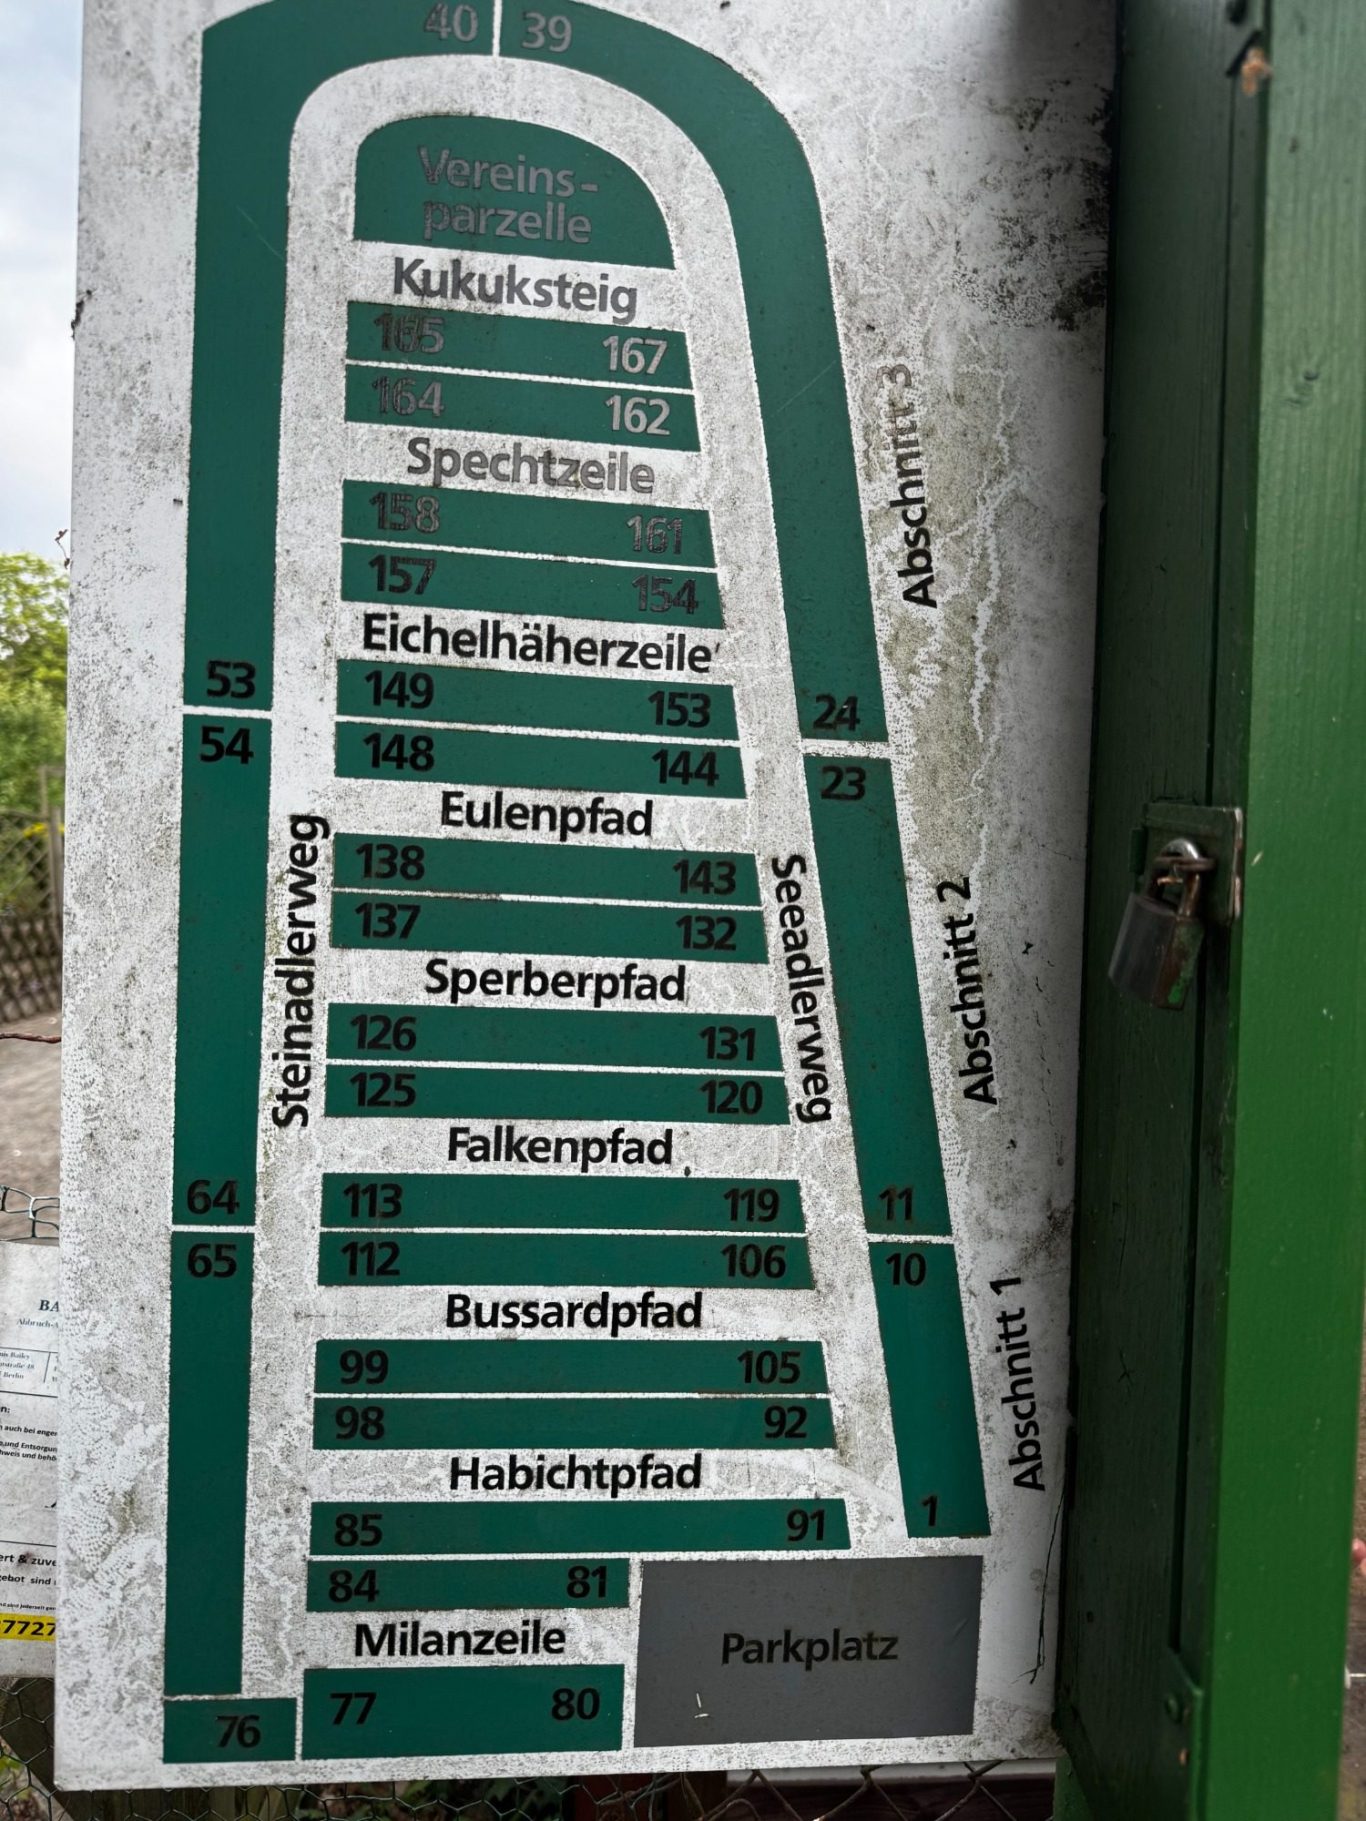 40 39
Vereins-
parzelle
Kukuksteig
165 167
164 162
Spechtzeile
158 161
157 154
Eichelhäherzeile
149 153
53 24
148 144
54 23
Eulenpfad
138 143
137 132
Sperberpfad
126 131
125 120
Falkenpfad
113 119
64 11
112 106
65 10
Bussardpfad
99 105
98 92
Habichtpfad
85 91
1
84 81
Milanzeile
77 80
76
Parkplatz
Steinadlerweg
Seeadlerweg
Abschnitt 3
Abschnitt 2
Abschnitt 1
BA
Berlin
7727